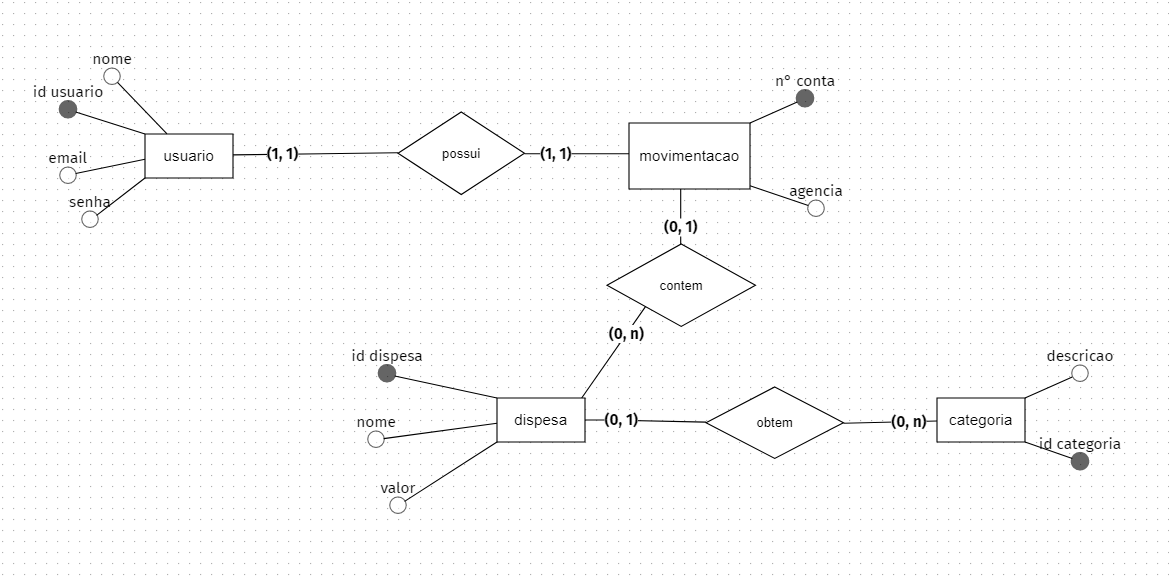 nome
id usuario
email
senha
usuario
(1, 1)
possui
(1, 1)
movimentacao
n° conta
agencia
(0, 1)
contem
(0, n)
id dispesa
nome
valor
dispesa
(0, 1)
obtem
(0, n)
categoria
descricao
id categoria